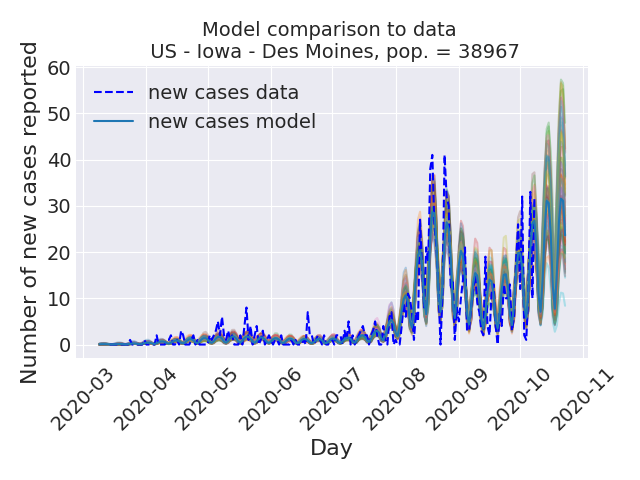 Model comparison to data
US - Iowa - Des Moines, pop. = 38967
Number of new cases reported
60
50
40
30
20
10
0
new cases data
new cases model
2020-03
2020-04
2020-05
2020-06
2020-07
2020-08
2020-09
2020-10
2020-11
Day